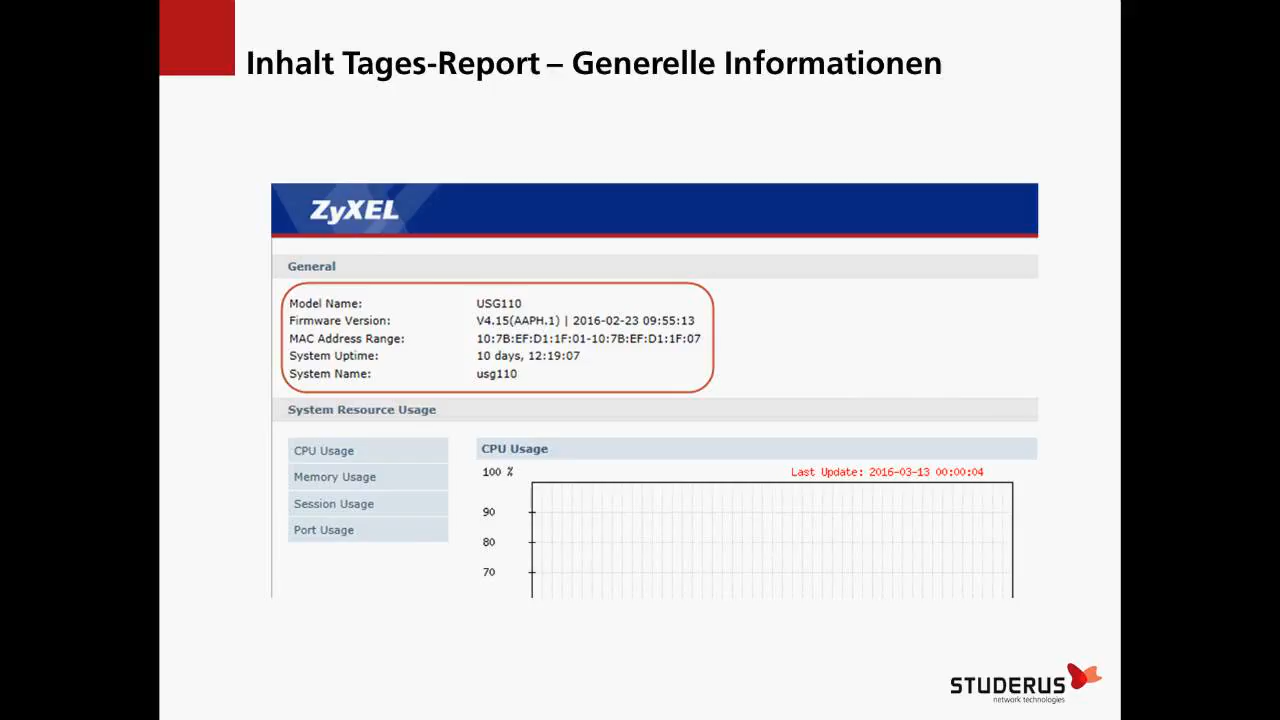 Inhalt Tages-Report – Generelle Informationen
ZyXEL
General
Model Name: USG110
Firmware Version: V4.15(AAPH.1) | 2016-02-23 09:55:13
MAC Address Range: 10:7B:EF:D1:1F:01-10:7B:EF:D1:1F:07
System Uptime: 10 days, 12:19:07
System Name: usg110
System Resource Usage
CPU Usage
Memory Usage
Session Usage
Port Usage
CPU Usage
100 % Last Update: 2016-03-13 00:00:04
90
80
70
STUDERUS
network technologies